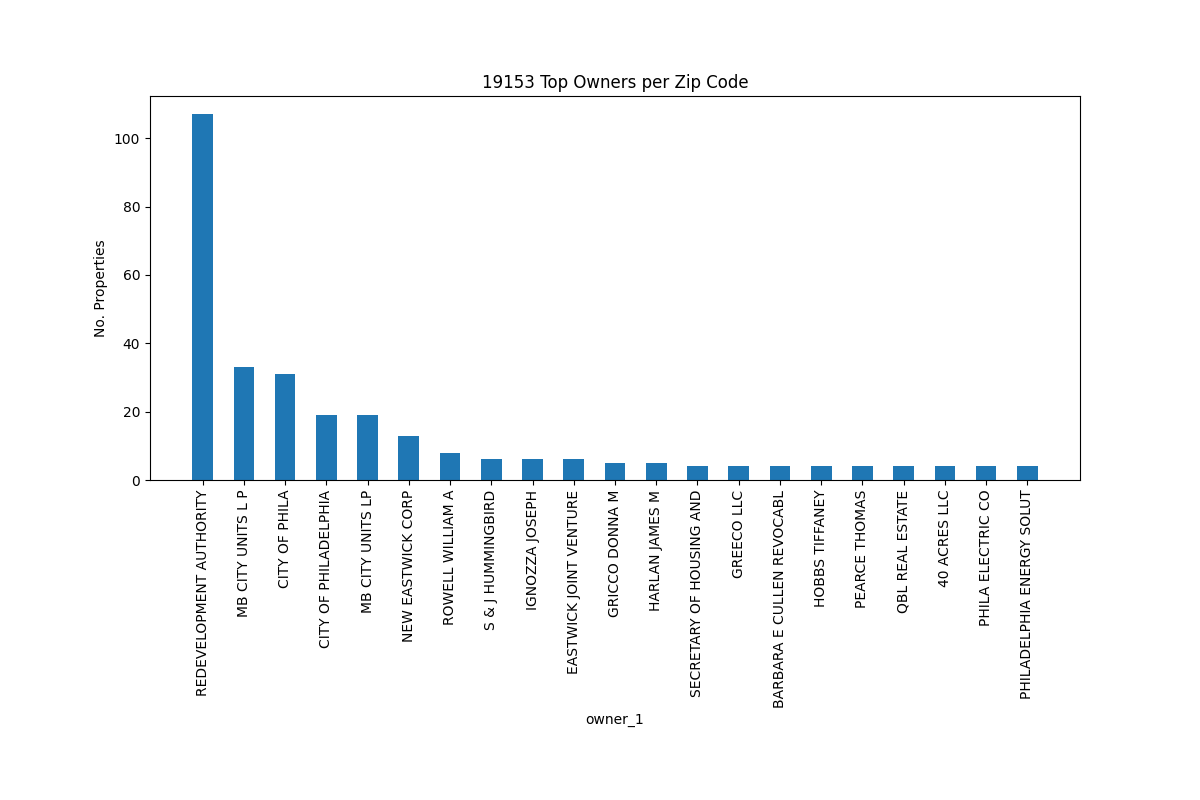 19153 Top Owners per Zip Code
No. Properties
100
80
60
40
20
0
REDEVELOPMENT AUTHORITY
MB CITY UNITS L P
CITY OF PHILA
CITY OF PHILADELPHIA
MB CITY UNITS LP
NEW EASTWICK CORP
ROWELL WILLIAM A
S & J HUMMINGBIRD
IGNOZZA JOSEPH
EASTWICK JOINT VENTURE
GRICCO DONNA M
HARLAN JAMES M
SECRETARY OF HOUSING AND
GREECO LLC
BARBARA E CULLEN REVOCABL
HOBBS TIFFANEY
PEARCE THOMAS
QBL REAL ESTATE
40 ACRES LLC
PHILA ELECTRIC CO
PHILADELPHIA ENERGY SOLUT
owner_1